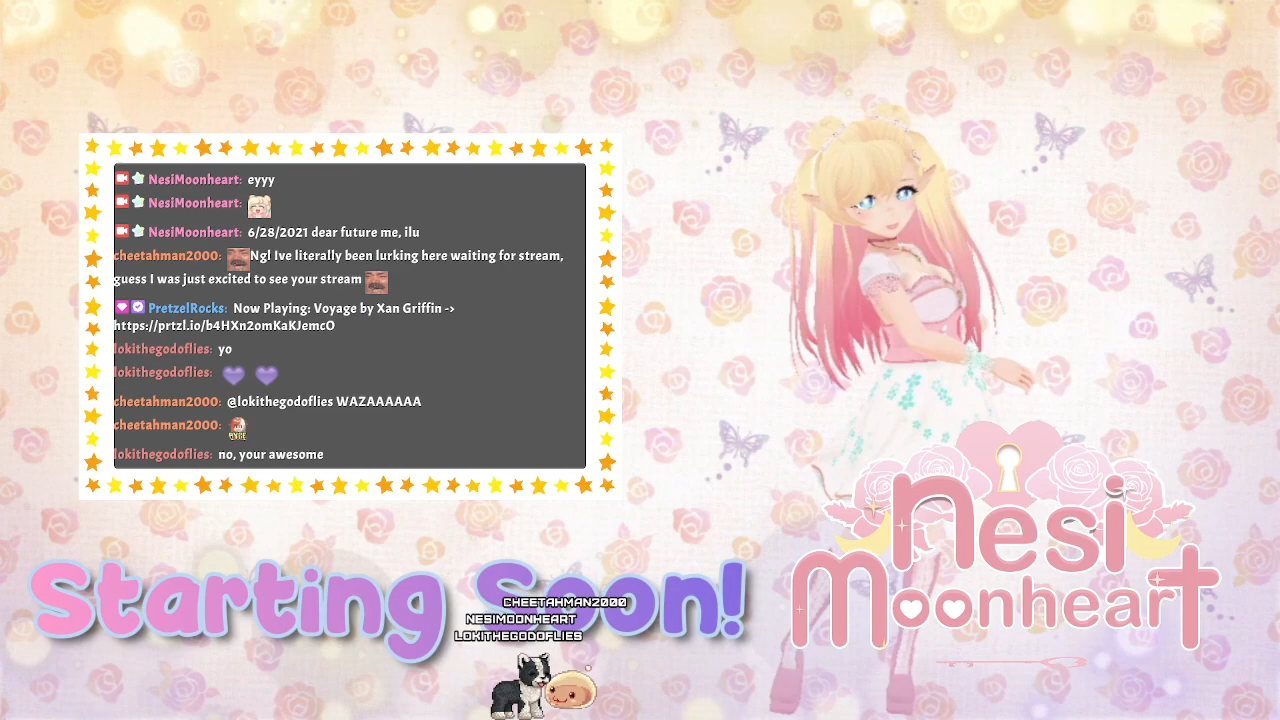 NesiMoonheart: eyyy
NesiMoonheart:
NesiMoonheart: 6/28/2021 dear future me, ilu
cheetahman2000: Ngl Ive literally been lurking here waiting for stream,
guess I was just excited to see your stream
PretzelRocks: Now Playing: Voyage by Xan Griffin ->
https://prtzl.io/b4HXn2omKaKJemcO
lokithegodoflies: yo
lokithegodoflies:
cheetahman2000: @lokithegodoflies WAZAAAAAA
cheetahman2000:
lokithegodoflies: no, your awesome
Starting Soon!
CHEETAHMAN2000
NESIMOONHEART
LOKITHEGODOFLIES
nesi
moonheart